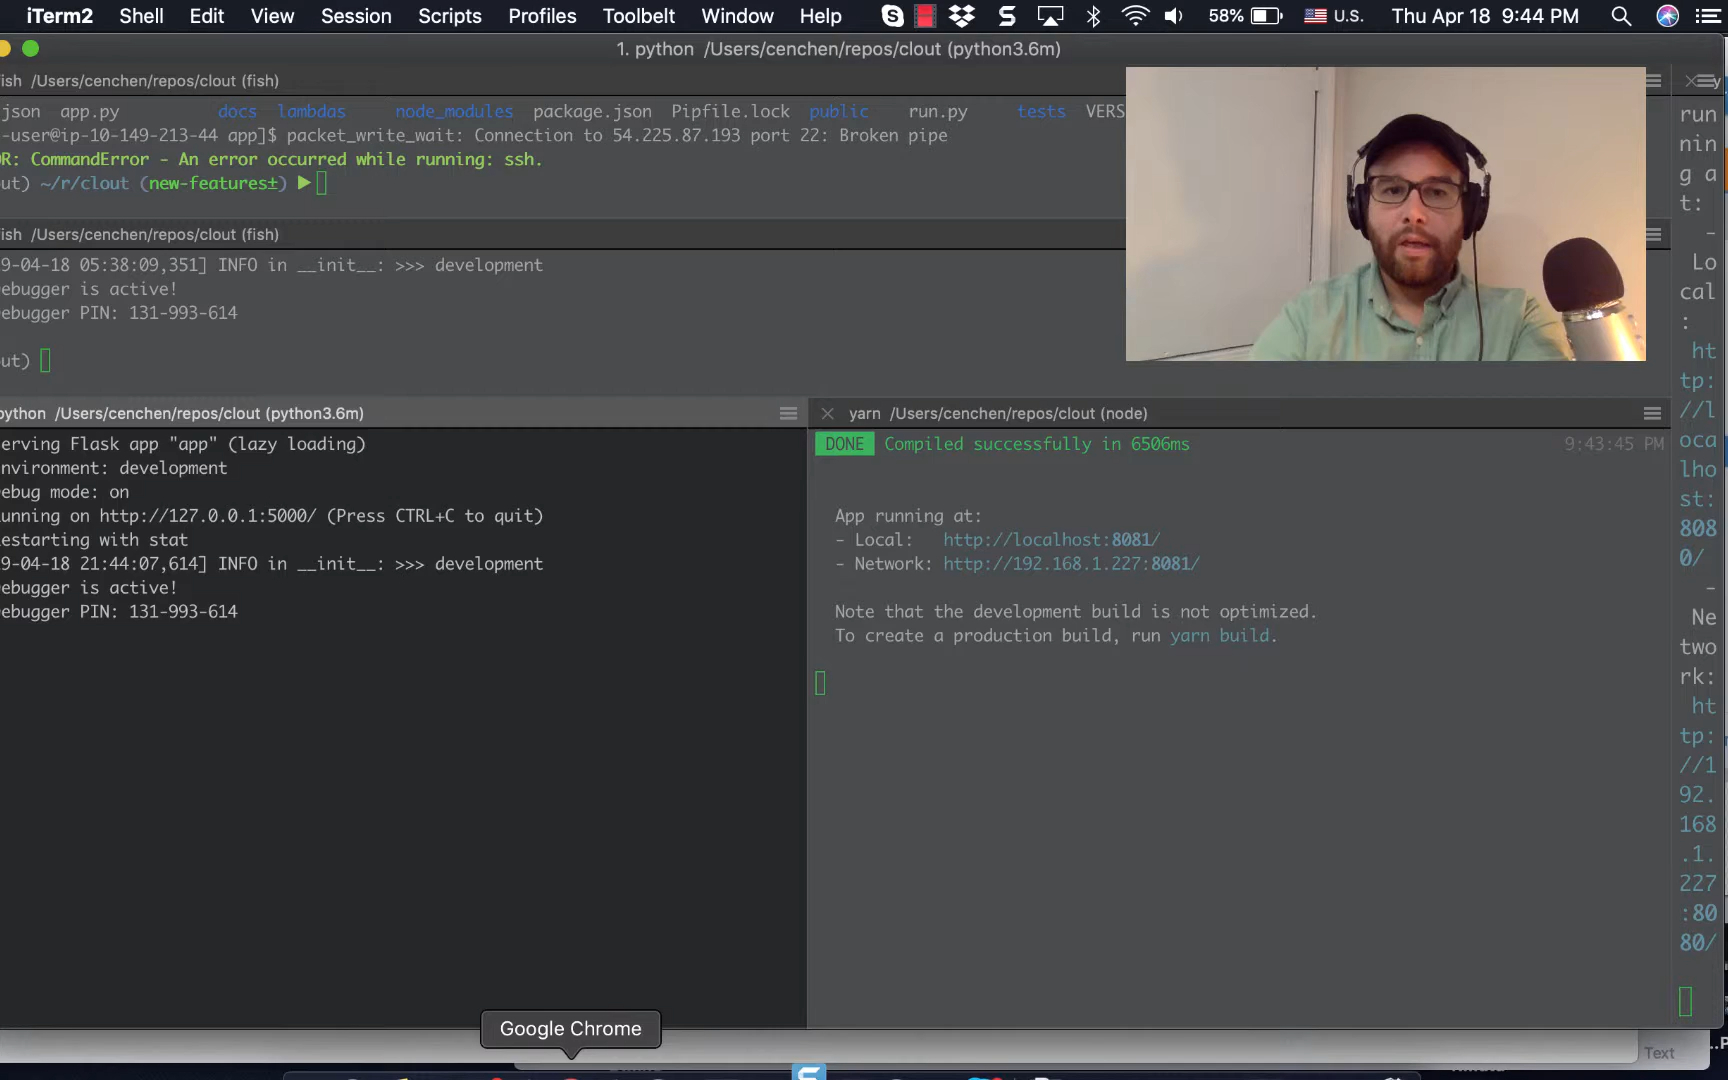 iTerm2 Shell Edit View Session Scripts Profiles Toolbelt Window Help 58% U.S. Thu Apr 18 9:44 PM
1. python /Users/cenchen/repos/clout (python3.6m)
ish /Users/cenchen/repos/clout (fish)
json app.py docs lambdas node_modules package.json Pipfile.lock public run.py tests VERS
-user@ip-10-149-213-44 app]$ packet_write_wait: Connection to 54.225.87.193 port 22: Broken pipe
R: CommandError - An error occurred while running: ssh.
out) ~/r/clout (new-features±)
ish /Users/cenchen/repos/clout (fish)
9-04-18 05:38:09,351] INFO in __init__: >>> development
ebugger is active!
ebugger PIN: 131-993-614
out)
python /Users/cenchen/repos/clout (python3.6m)
erving Flask app "app" (lazy loading)
nvironment: development
ebug mode: on
unning on http://127.0.0.1:5000/ (Press CTRL+C to quit)
estarting with stat
9-04-18 21:44:07,614] INFO in __init__: >>> development
ebugger is active!
ebugger PIN: 131-993-614
yarn /Users/cenchen/repos/clout (node)
DONE Compiled successfully in 6506ms 9:43:45 PM
App running at:
- Local: http://localhost:8081/
- Network: http://192.168.1.227:8081/
Note that the development build is not optimized.
To create a production build, run yarn build.
y
run
nin
g a
t:
-
Lo
cal
:
ht
tp:
//l
oca
lho
st:
808
0/
-
Ne
two
rk:
ht
tp:
//1
92.
168
.1.
227
:80
80/
Google Chrome
Text